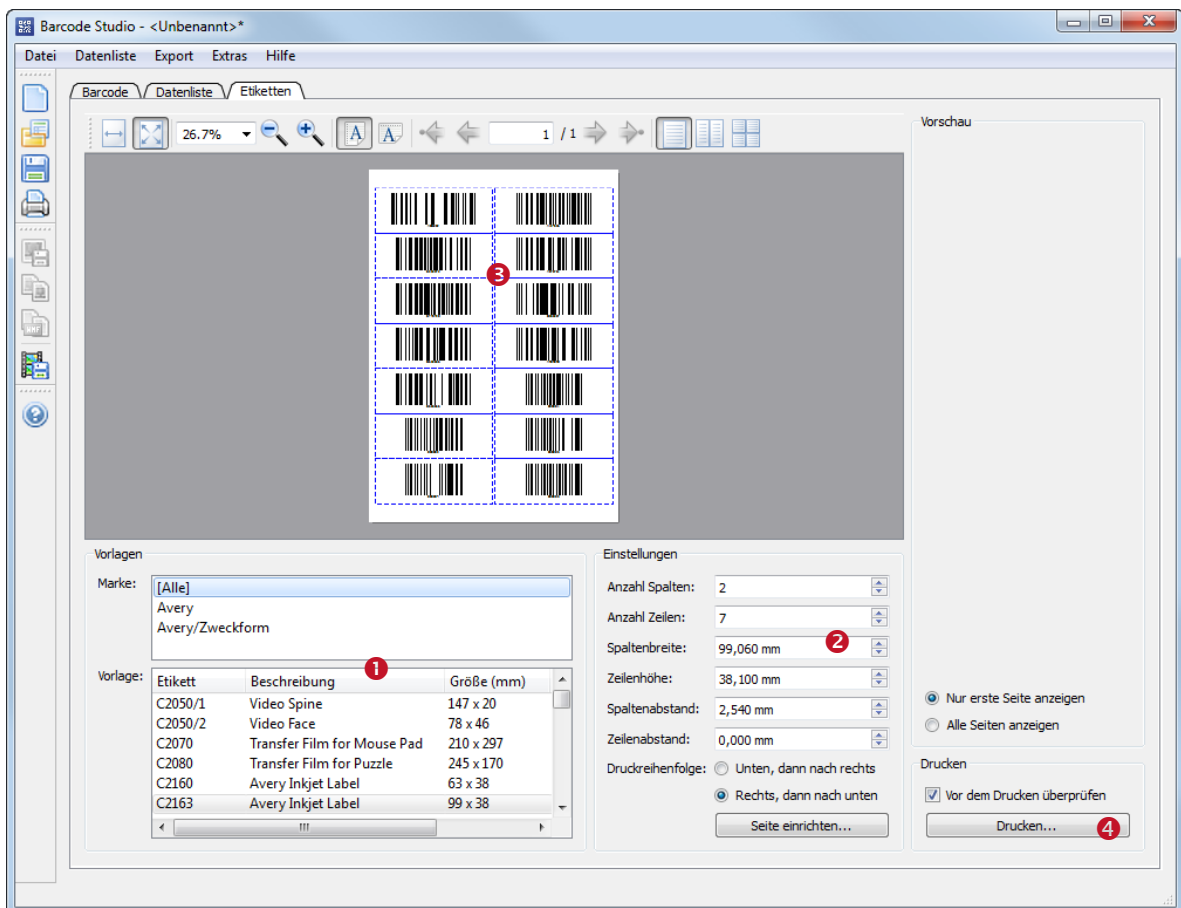 Barcode Studio - <Unbenannt>*
Datei Datenliste Export Extras Hilfe
Barcode Datenliste Etiketten
26.7% A A 1 / 1
Vorschau
3
Vorlagen
Marke:
[Alle]
Avery
Avery/Zweckform
Vorlage:
1
Etikett Beschreibung Größe (mm)
C2050/1 Video Spine 147 x 20
C2050/2 Video Face 78 x 46
C2070 Transfer Film for Mouse Pad 210 x 297
C2080 Transfer Film for Puzzle 245 x 170
C2160 Avery Inkjet Label 63 x 38
C2163 Avery Inkjet Label 99 x 38
Einstellungen
Anzahl Spalten: 2
Anzahl Zeilen: 7
Spaltenbreite: 99,060 mm 2
Zeilenhöhe: 38,100 mm
Spaltenabstand: 2,540 mm
Zeilenabstand: 0,000 mm
Druckreihenfolge: Unten, dann nach rechts
Rechts, dann nach unten
Seite einrichten...
Nur erste Seite anzeigen
Alle Seiten anzeigen
Drucken
Vor dem Drucken überprüfen
Drucken... 4